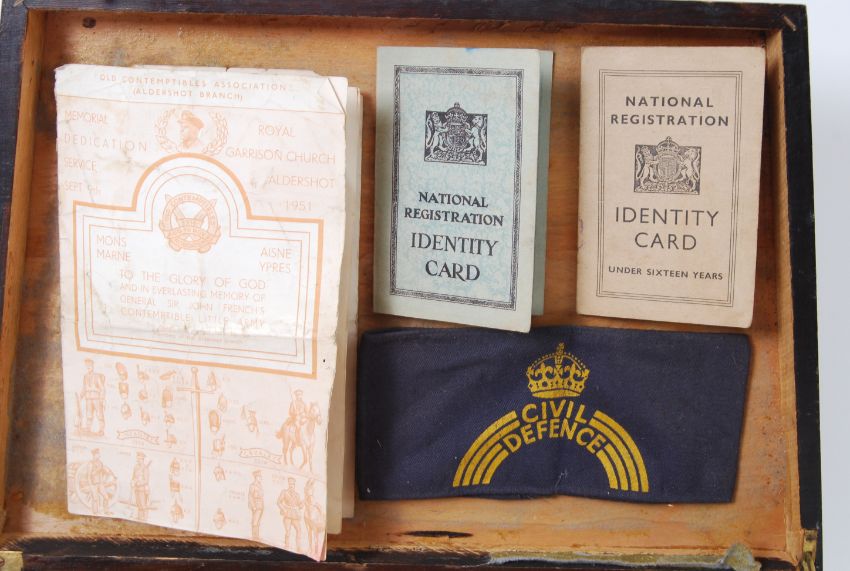 OLD CONTEMPTIBLES ASSOCIATION
(ALDERSHOT BRANCH)
MEMORIAL
DEDICATION
SERVICE
SEPT 9th
ROYAL
GARRISON CHURCH
ALDERSHOT
1951
MONS
MARNE
AISNE
YPRES
TO THE GLORY OF GOD
AND IN EVERLASTING MEMORY OF
GENERAL SIR JOHN FRENCH'S
CONTEMPTIBLE LITTLE ARMY
NATIONAL
REGISTRATION
IDENTITY
CARD
NATIONAL
REGISTRATION
IDENTITY
CARD
UNDER SIXTEEN YEARS
CIVIL
DEFENCE